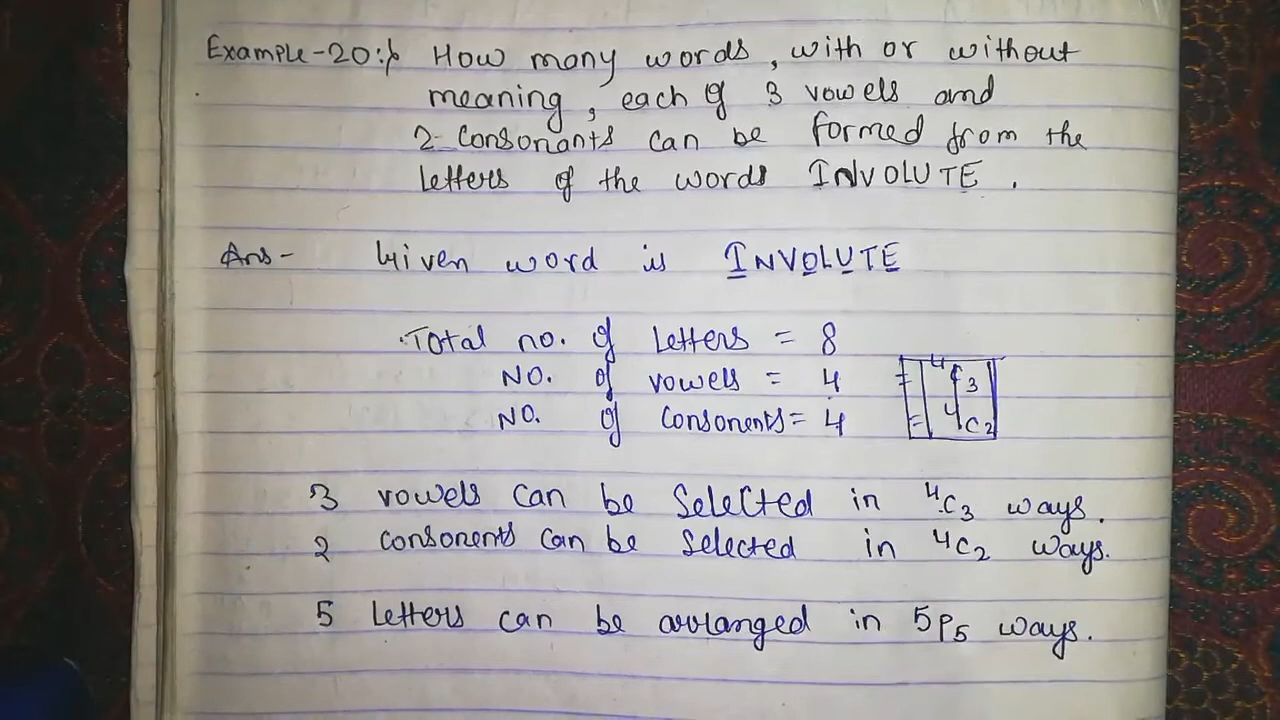 Example-20:) How many words, with or without
meaning, each of 3 vowels and
2 consonants can be formed from the
letters of the words INVOLUTE.
Ans - Given word is INVOLUTE
Total no. of letters = 8
NO. of vowels = 4
NO. of consonents = 4
4C3
4C2
3 vowels can be selected in 4C3 ways.
2 consonents can be selected in 4C2 ways.
5 letters can be arranged in 5P5 ways.